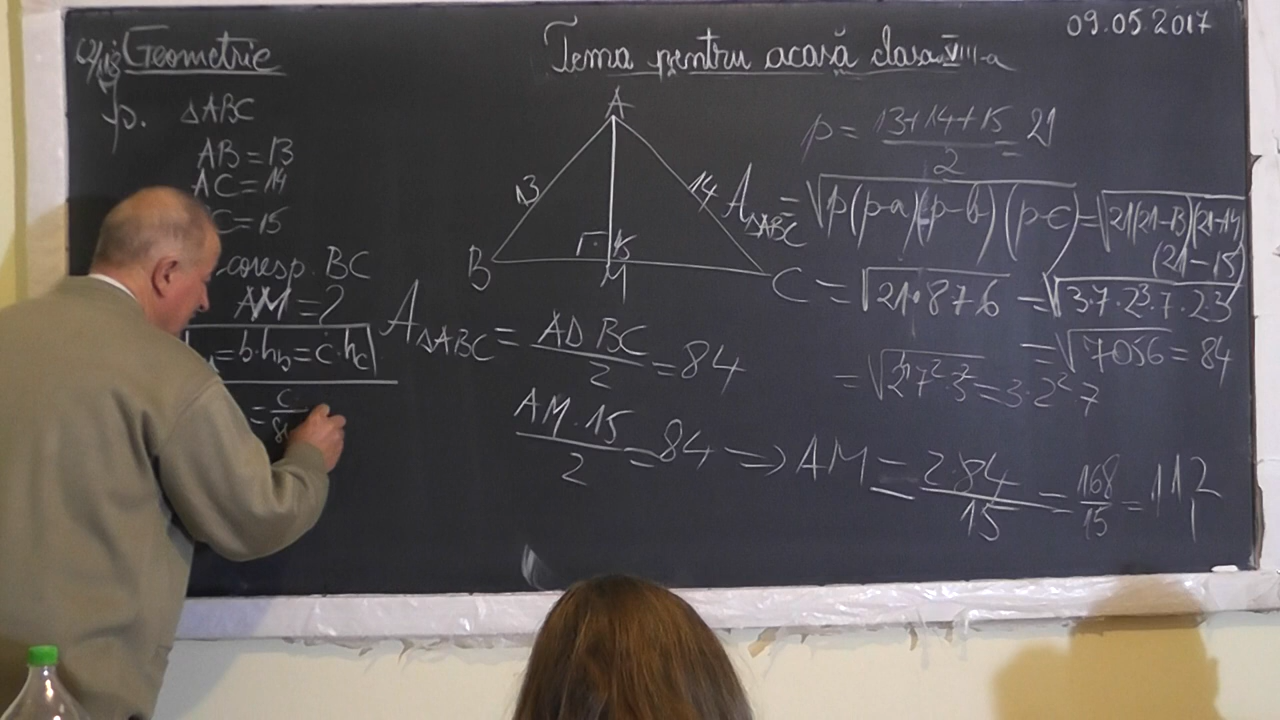 Geometrie
Tema pentru acasă clasa VIII-a
09.05.2017
ΔABC
AB=13
AC=14
C=15
coresp. BC
AM=?
=b·h_b=c·h_c
=c/
A
13
14
15
B
M
C
p=(13+14+15)/2=21
A_ΔABC=√p(p-a)(p-b)(p-c)=√21(21-13)(21-14)
(21-15)
=√21·8·7·6=√3·7·2³·7·2·3
=√7056=84
=3·2²·7
A_ΔABC=AD BC/2=84
AM·15/2=84⇒AM=2·84/15=168/15=11,2